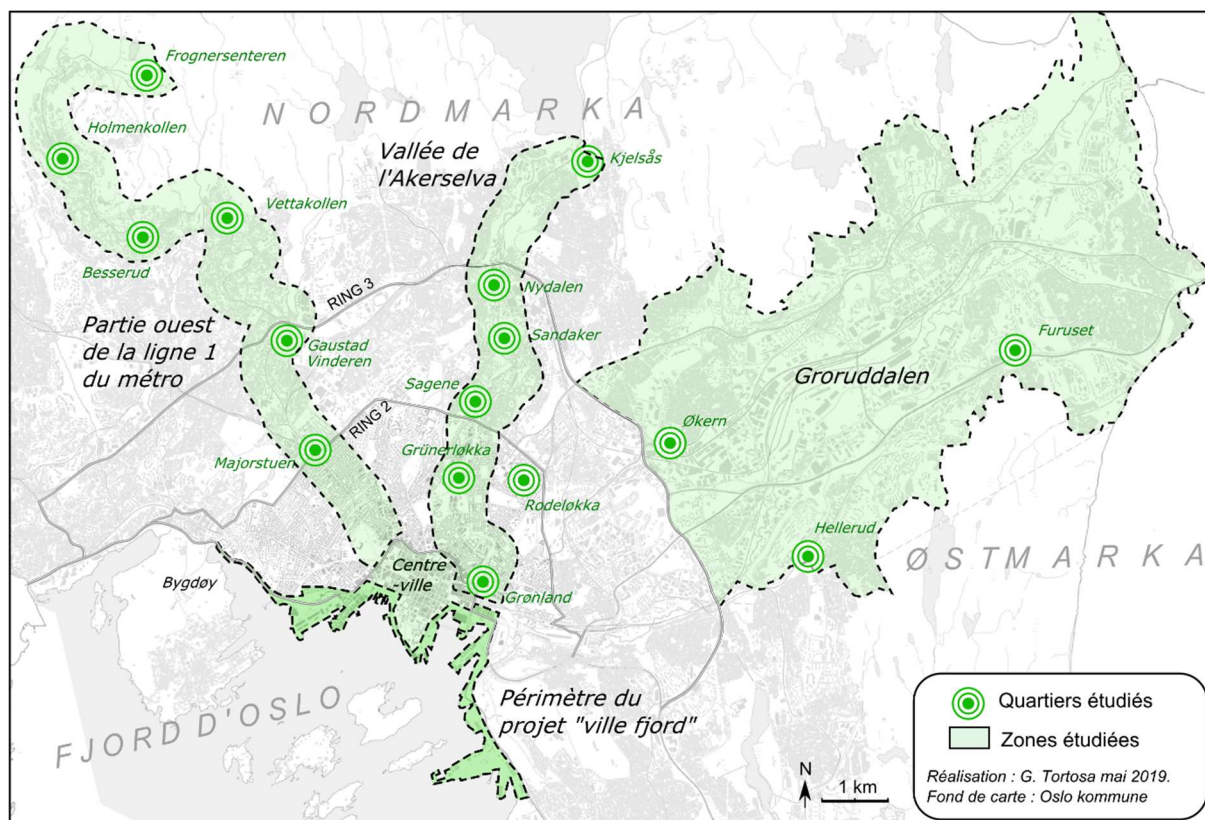 Frognersenteren
NORDMARKA
Holmenkollen
Vallée de
l'Akerselva
Kjelsås
Vettakollen
Besserud
RING 3
Nydalen
Partie ouest
de la ligne 1
du métro
Gaustad
Vinderen
Sandaker
Furuset
Groruddalen
Sagene
RING 2
Økern
Majorstuen
Grünerløkka
Rodeløkka
Hellerud
ØSTMARKA
Bygdøy
Centre
ville
Grønland
FJORD D'OSLO
Périmètre du
projet "ville fjord"
Quartiers étudiés
Zones étudiées
N
1 km
Réalisation : G. Tortosa mai 2019.
Fond de carte : Oslo kommune